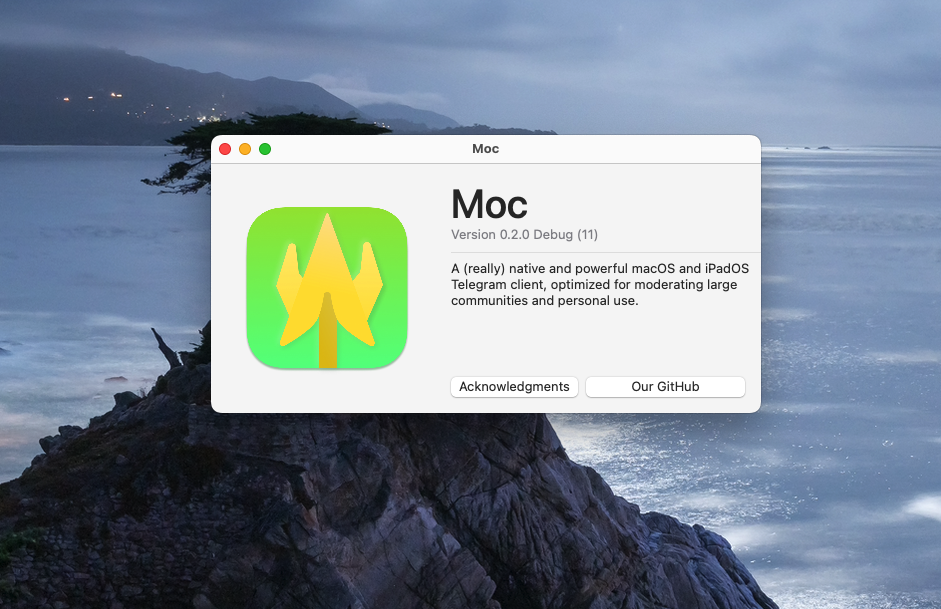 Moc
Moc
Version 0.2.0 Debug (11)
A (really) native and powerful macOS and iPadOS
Telegram client, optimized for moderating large
communities and personal use.
Acknowledgments
Our GitHub